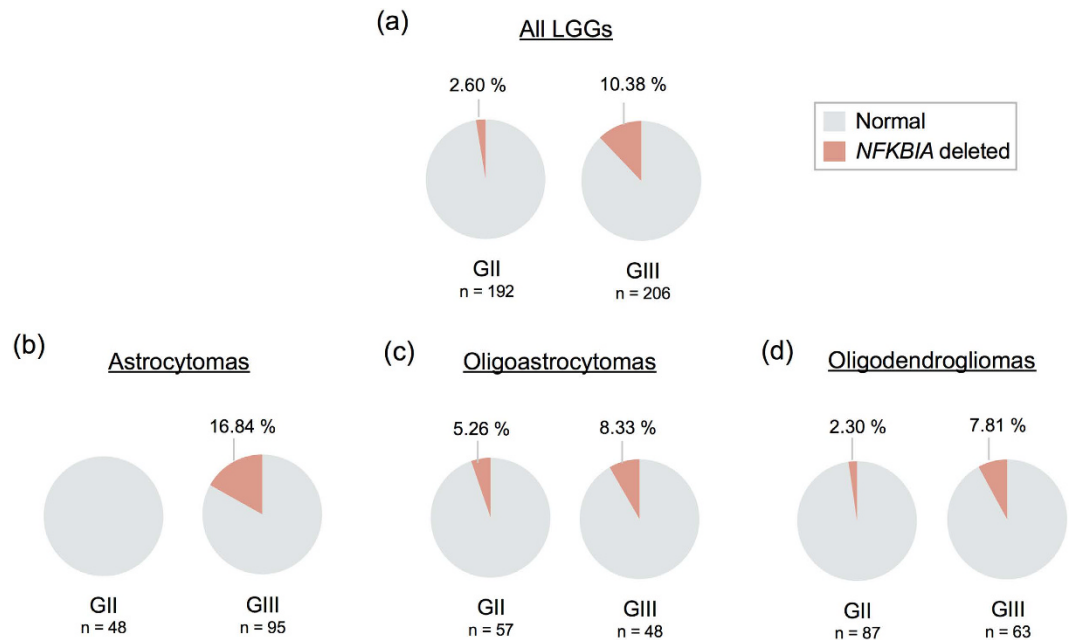 (a)
All LGGs
2.60 %
10.38 %
Normal
NFKBIA deleted
GII
n = 192
GIII
n = 206
(b)
Astrocytomas
16.84 %
GII
n = 48
GIII
n = 95
(c)
Oligoastrocytomas
5.26 %
8.33 %
GII
n = 57
GIII
n = 48
(d)
Oligodendrogliomas
2.30 %
7.81 %
GII
n = 87
GIII
n = 63